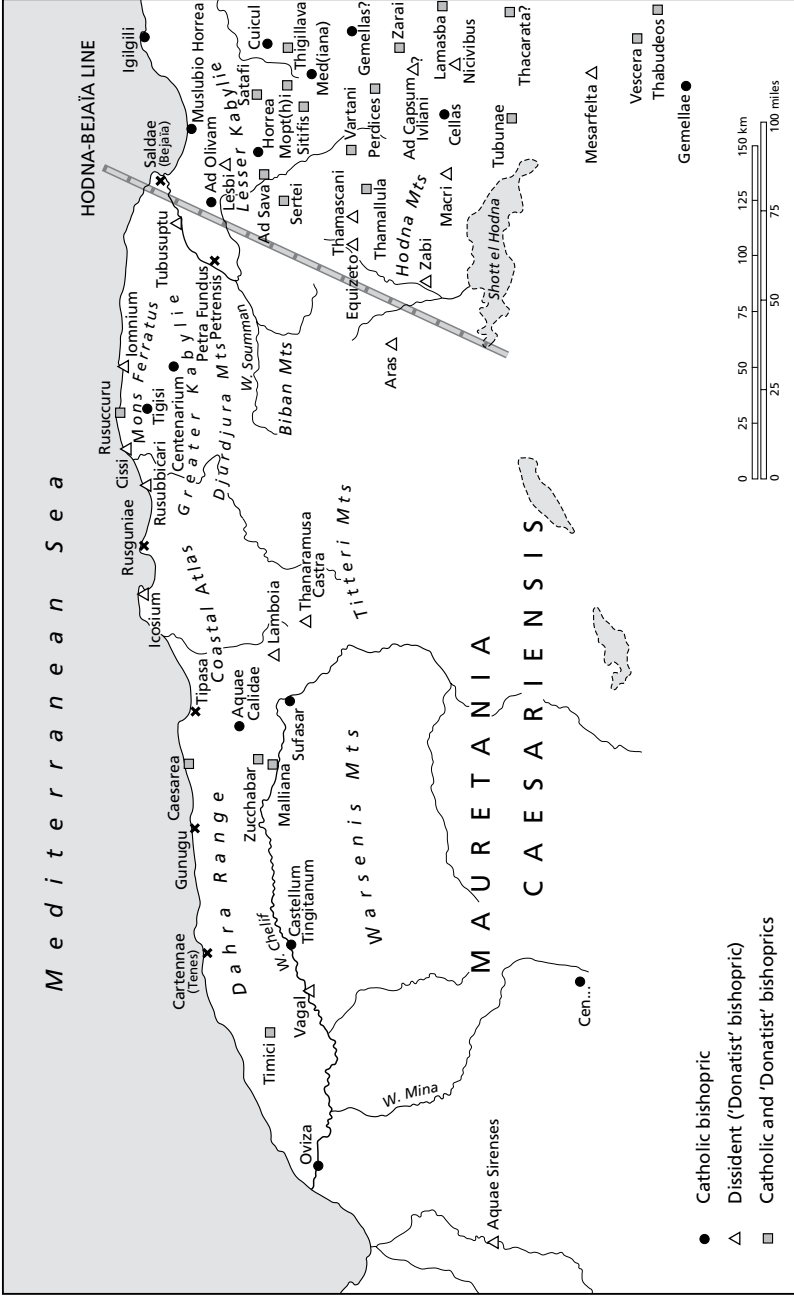 Mediterranean Sea
HODNA-BEJAÏA LINE
Cartennae
(Tenes)
Gunugu
Caesarea
Tipasa
Icosium
Rusguniae
Rusubbicari
Cissi
Rusuccuru
Tigisi
Iomnium
Mons Ferratus
Centenarium
Greater Kabylie
Djurdjura Mts
Petra Fundus
Petrensis
Tubusuptu
Saldae
(Bejaïa)
Muslubio Horrea
Igilgili
Ad Olivam
Lesbi
Lesser Kabylie
Satafi
Cuicul
Thigillava
Horrea
Mopt(h)i
Med(iana)
Ad Sava
Sitifis
Sertei
W. Soumman
Biban Mts
Coastal Atlas
Dahra Range
Aquae
Calidae
Lamboia
Thanaramusa
Castra
Titteri Mts
Zucchabar
Malliana
Sufasar
W. Chelif
Castellum
Tingitanum
Warsenis Mts
Timici
Vagal
Oviza
W. Mina
Aquae Sirenses
Cen...
MAURETANIA
CAESARIENSIS
Equizeto
Thamascani
Thamallula
Vartani
Perdices
Gemellas?
Zarai
Hodna Mts
Zabi
Aras
Macri
Ad Capsum
Iviliani
?
Cellas
Lamasba
Nicivibus
Tubunae
Thacarata?
Shott el Hodna
Mesarfelta
Vescera
Thabudeos
Gemellae
0 25 50 75 100 125 150 km
0 25 50 75 100 miles
Catholic bishopric
Dissident (‘Donatist’ bishopric)
Catholic and ‘Donatist’ bishoprics